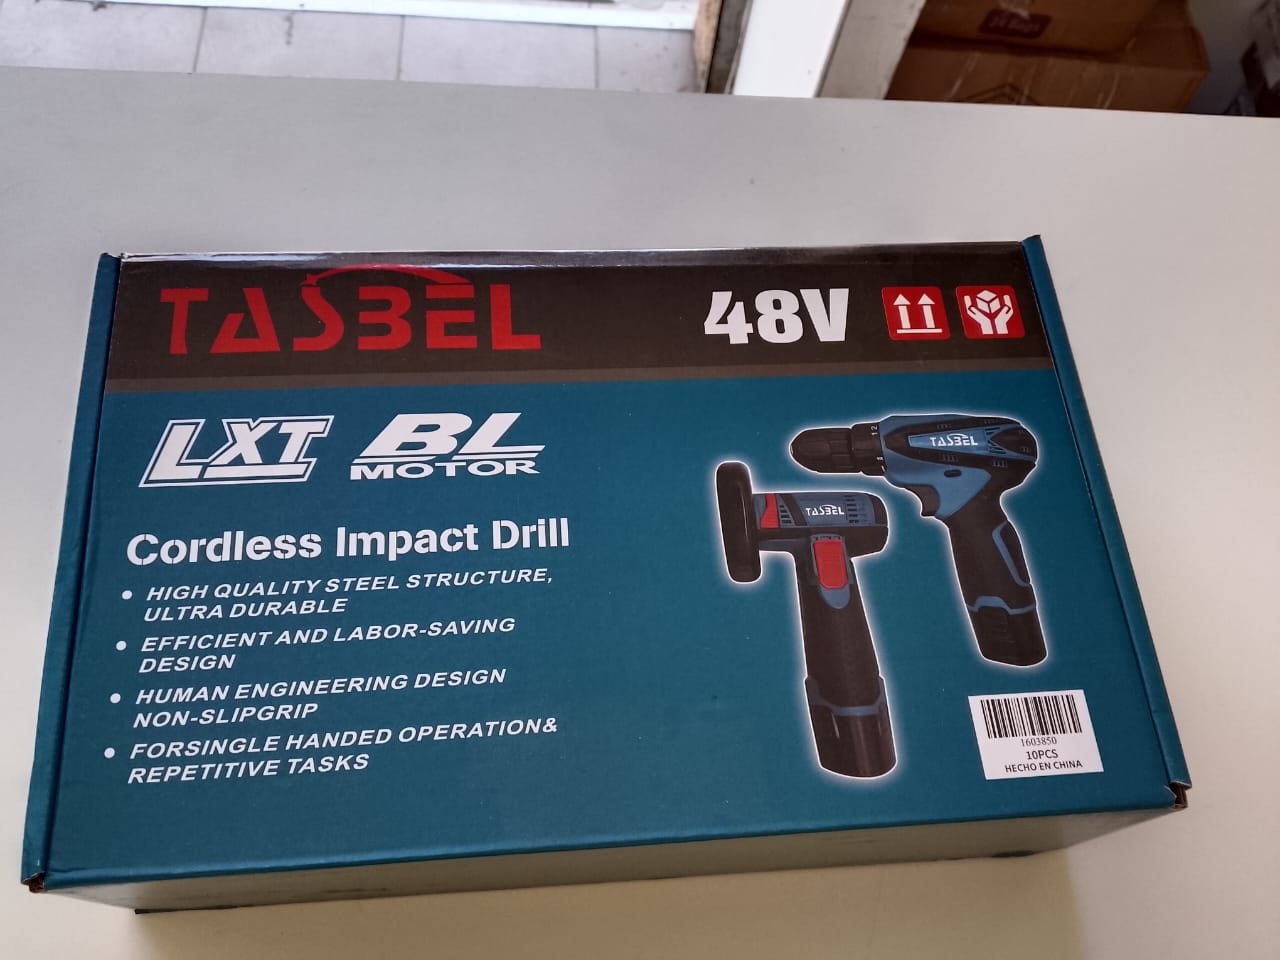 TASBEL
48V
LXT
BL
MOTOR
Cordless Impact Drill
• HIGH QUALITY STEEL STRUCTURE,
ULTRA DURABLE
• EFFICIENT AND LABOR-SAVING
DESIGN
• HUMAN ENGINEERING DESIGN
NON-SLIPGRIP
• FORSINGLE HANDED OPERATION&
REPETITIVE TASKS
TASBEL
TASBEL
1603850
10PCS
HECHO EN CHINA